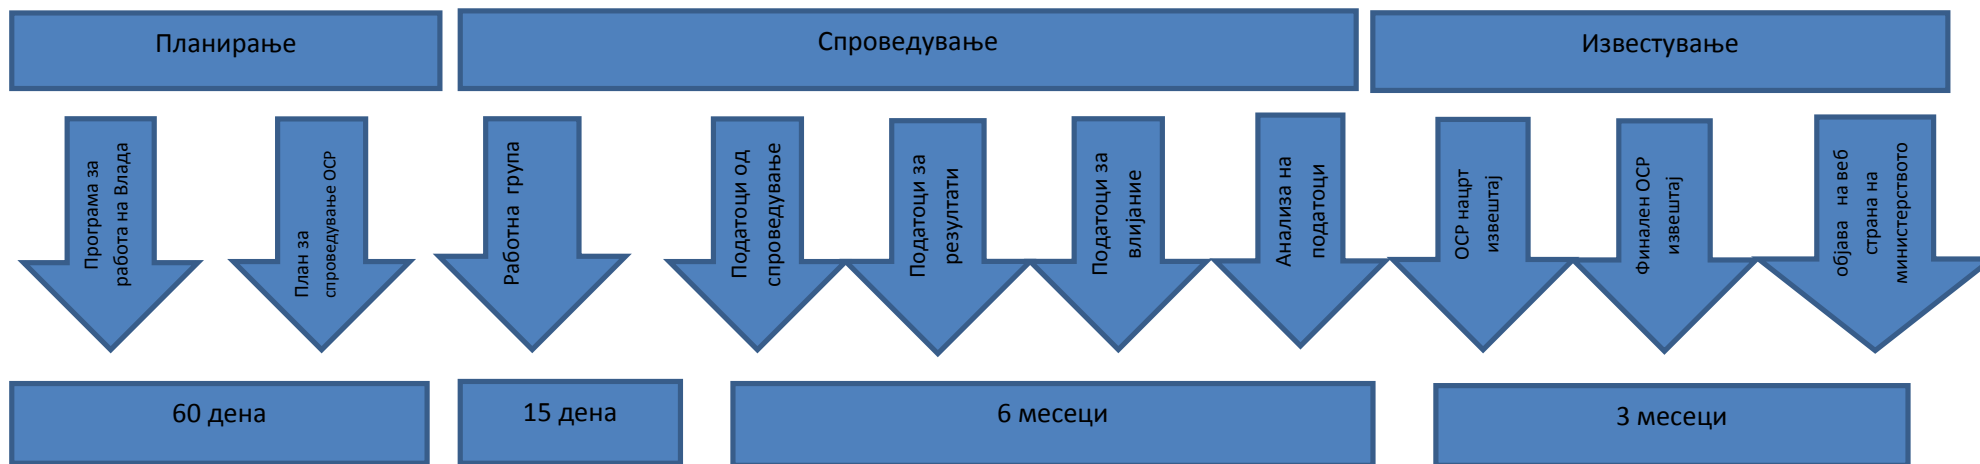 Планирање
Спроведување
Известување
Програма за
работа на Влада
План за
спроведување ОСР
Работна група
Податоци од
спроведување
Податоци за
резултати
Податоци за
влијание
Анализа на
податоци
ОСР нацрт
извештај
Финален ОСР
извештај
објава на веб
страна на
министерството
60 дена
15 дена
6 месеци
3 месеци